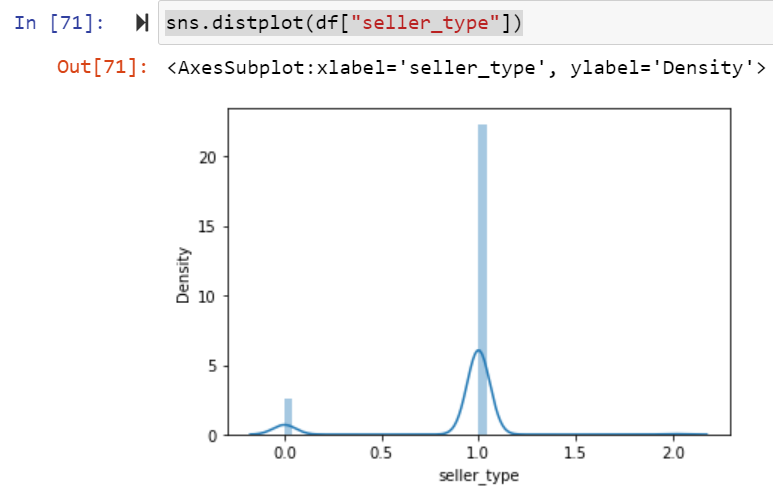 In [71]: sns.distplot(df["seller_type"])
Out[71]: <AxesSubplot:xlabel='seller_type', ylabel='Density'>
20
15
10
5
0
Density
0.0 0.5 1.0 1.5 2.0
seller_type